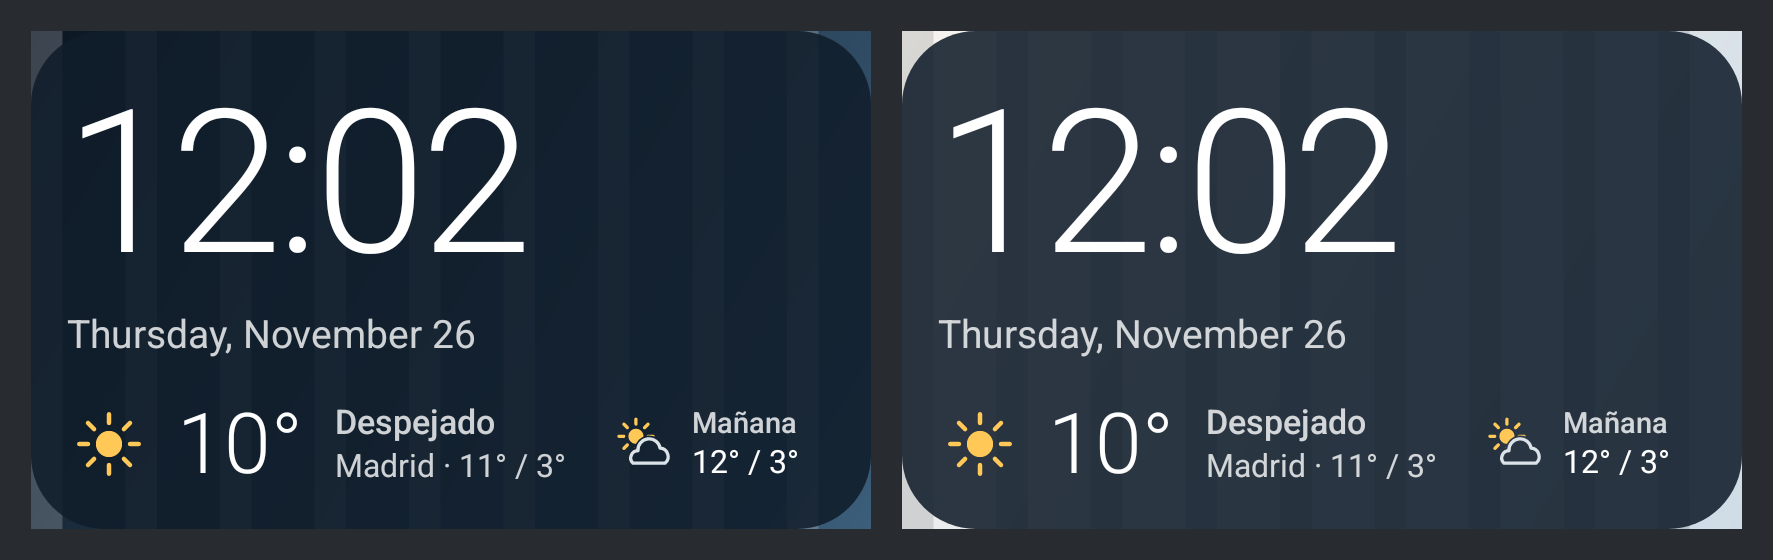 12:02
Thursday, November 26
10°
Despejado
Madrid · 11° / 3°
Mañana
12° / 3°
12:02
Thursday, November 26
10°
Despejado
Madrid · 11° / 3°
Mañana
12° / 3°